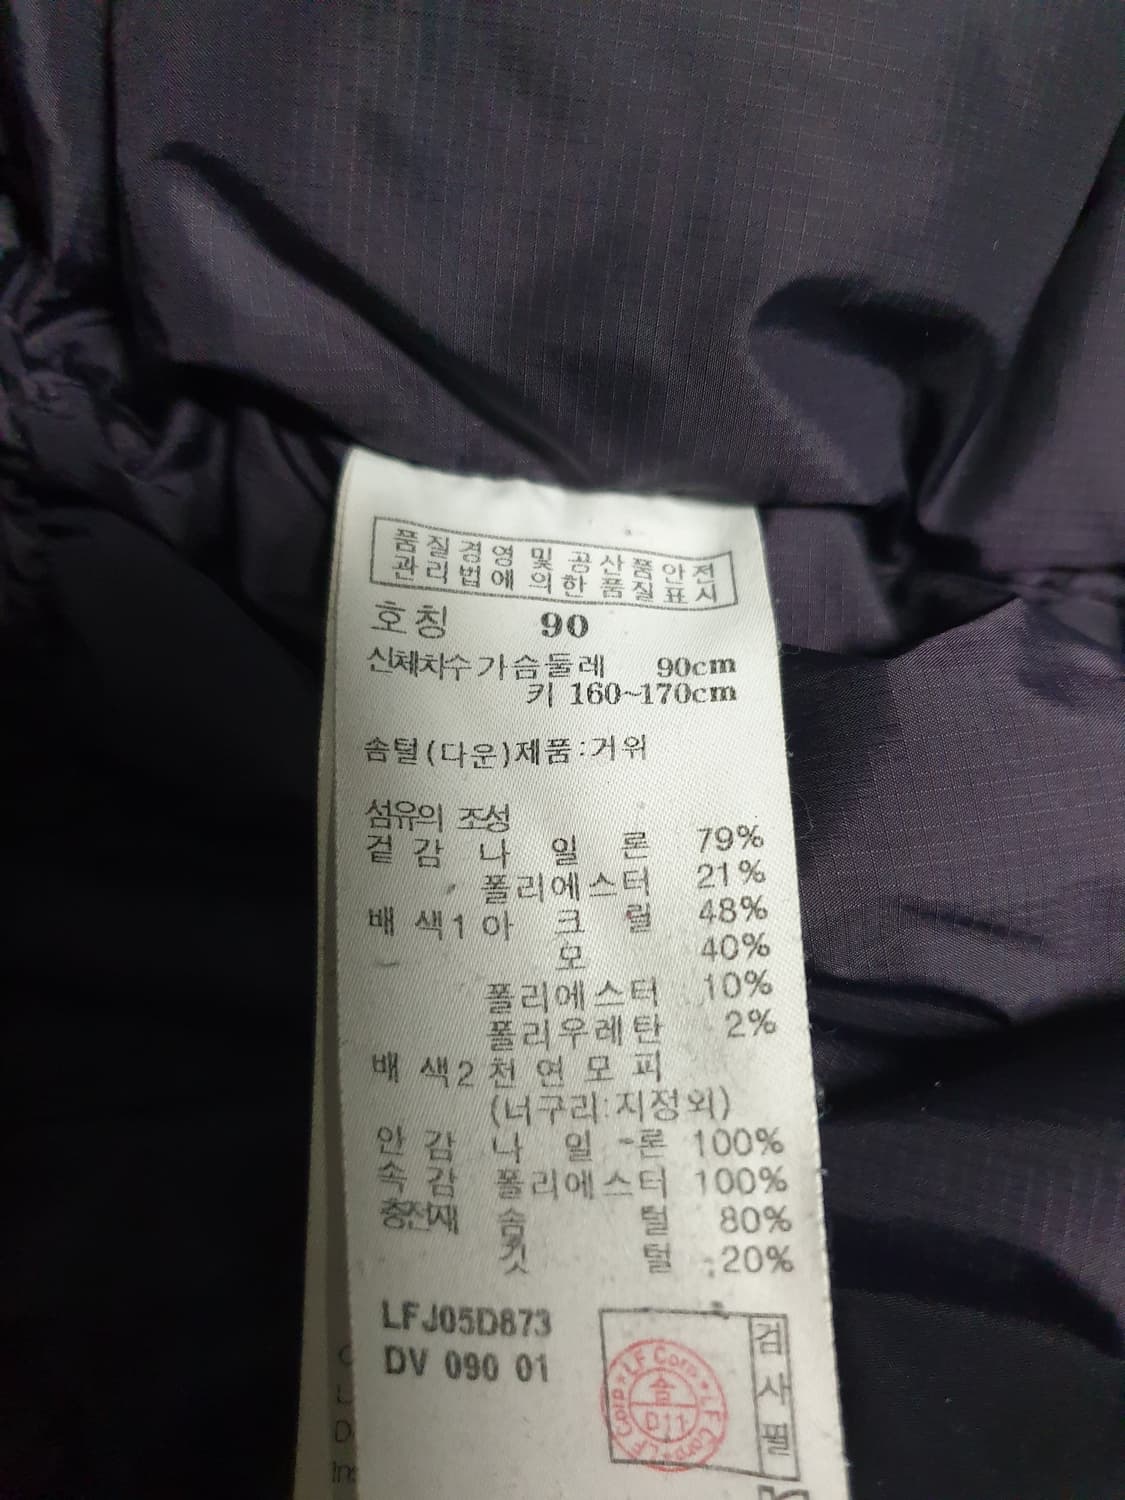 품질경영 및 공산품안전
관리법에 의한 품질표시
호칭 90
신체치수 가슴둘레 90cm
키 160~170cm
솜털(다운)제품:거위
섬유의 조성
겉감 나일론 79%
폴리에스터 21%
배색1 아크릴 48%
모 40%
폴리에스터 10%
폴리우레탄 2%
배색2 천연모피
(너구리:지정외)
안감 나일론 100%
속감 폴리에스터 100%
충전재 솜털 80%
깃털 20%
LFJ05D873
DV 090 01
검사필
LF Corp LF Corp LF Corp